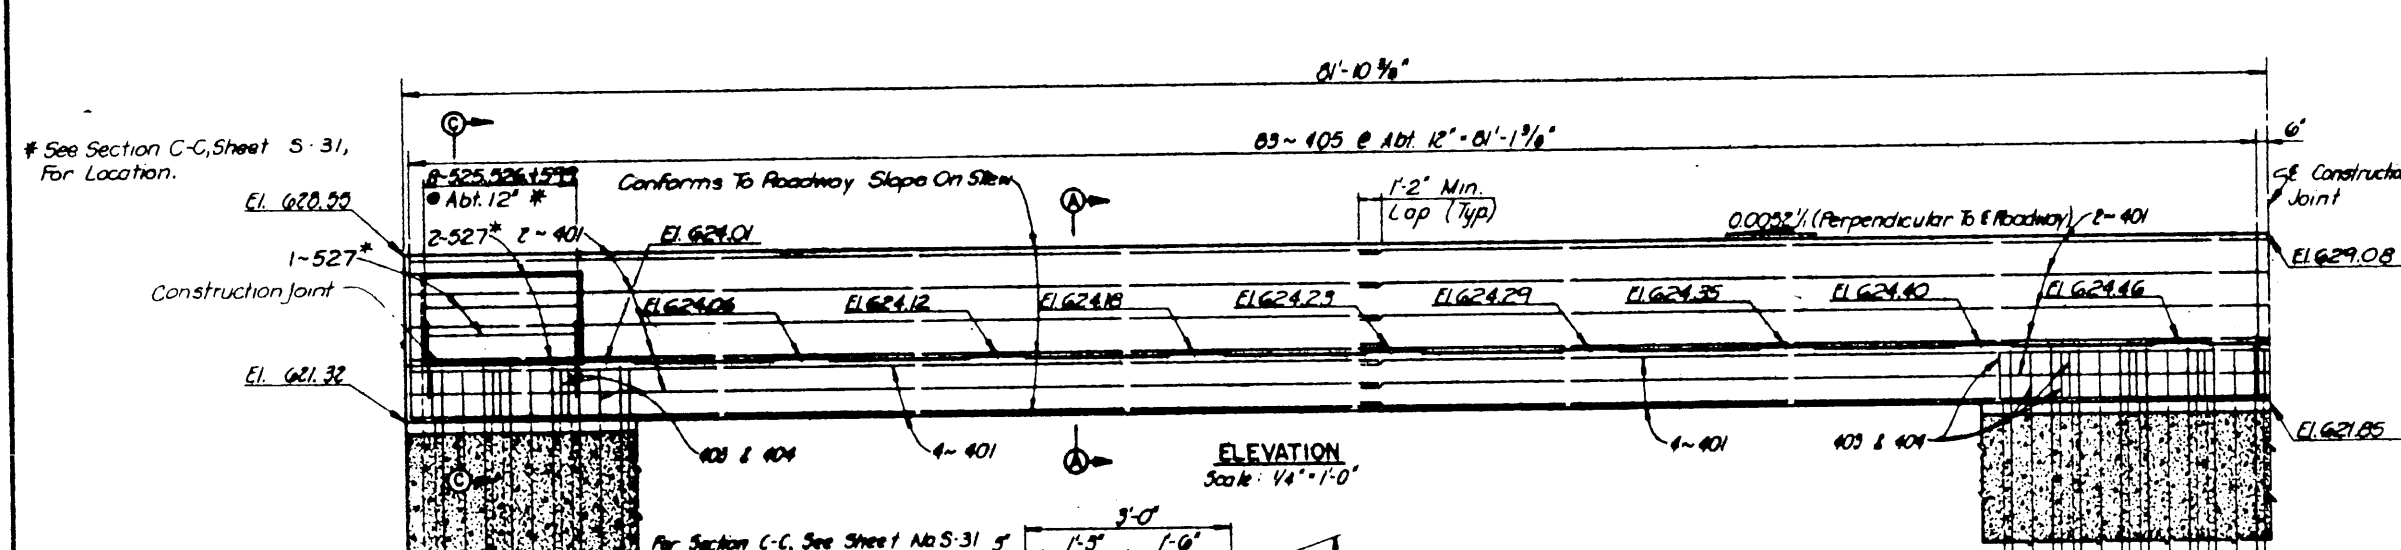 81'-10 3/8"
C
* See Section C-C, Sheet S-31,
For Location.
83~405 @ Abt. 12" = 81'-1 3/8"
6"
8-525,526
@ Abt. 12" *
Conforms To Roadway Slope On Skew
A
1'-2" Min.
Lap (Typ)
℄ Constructio
Joint
El. 628.55
2~527*
2~401
El. 624.01
0.0052'/' (Perpendicular To ℄ Roadway)
2~401
1~527*
El. 629.08
Construction Joint
El. 624.06
El. 624.12
El. 624.18
El. 624.23
El. 624.29
El. 624.35
El. 624.40
El. 624.46
El. 621.32
El. 621.85
403 & 404
4~401
A
ELEVATION
Scale: 1/4" = 1'-0"
4~401
403 & 404
C
For Section C-C, See Sheet No. S-31
3'-0"
5"
1'-5"
1'-6"